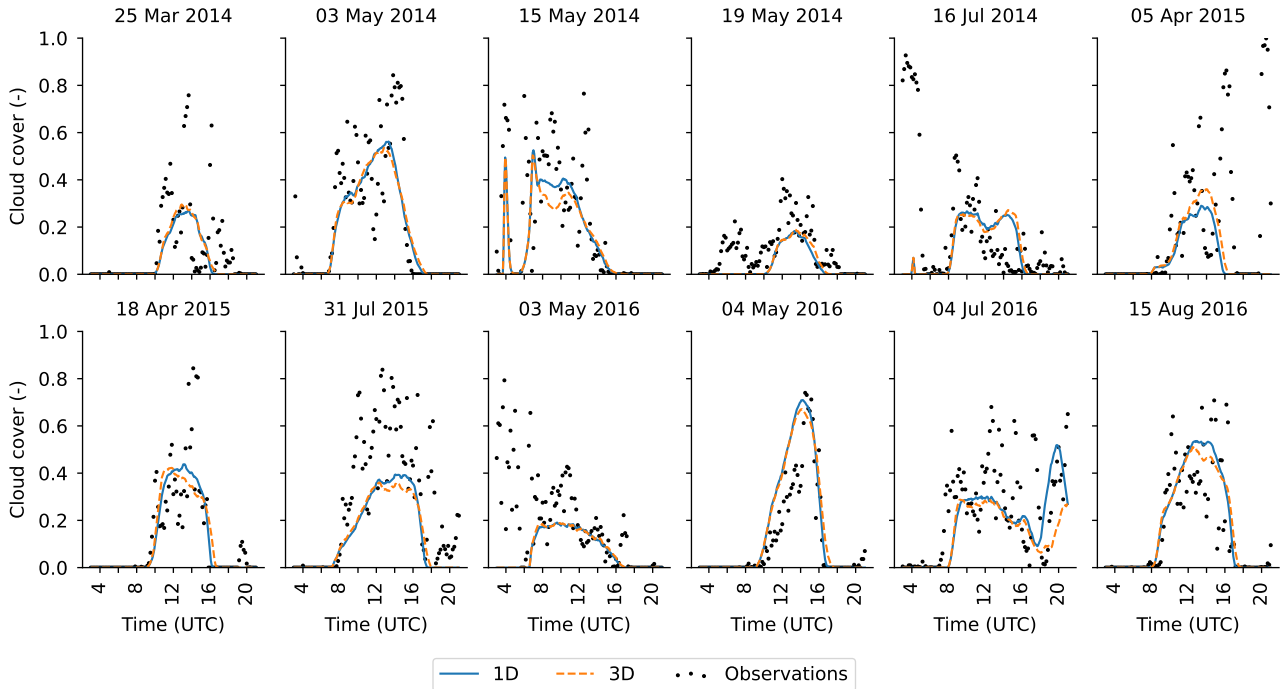 25 Mar 2014 03 May 2014 15 May 2014 19 May 2014 16 Jul 2014 05 Apr 2015
1.0
0.8
0.6
0.4
0.2
0.0
Cloud cover (-)
18 Apr 2015 31 Jul 2015 03 May 2016 04 May 2016 04 Jul 2016 15 Aug 2016
1.0
0.8
0.6
0.4
0.2
0.0
Cloud cover (-)
4 8 12 16 20 4 8 12 16 20 4 8 12 16 20 4 8 12 16 20 4 8 12 16 20 4 8 12 16 20
Time (UTC) Time (UTC) Time (UTC) Time (UTC) Time (UTC) Time (UTC)
1D 3D Observations